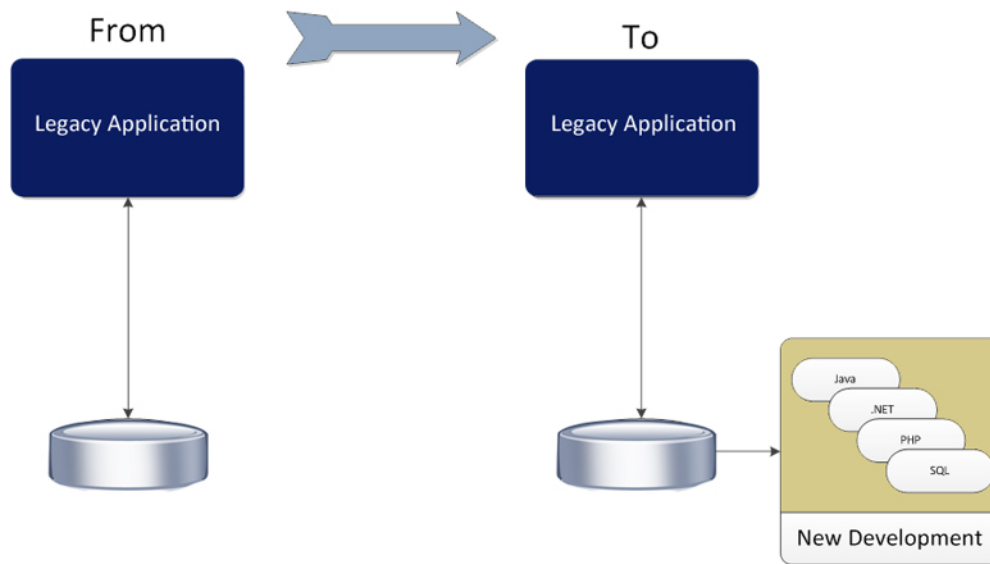 From
To
Legacy Application
Legacy Application
Java
.NET
PHP
SQL
New Development